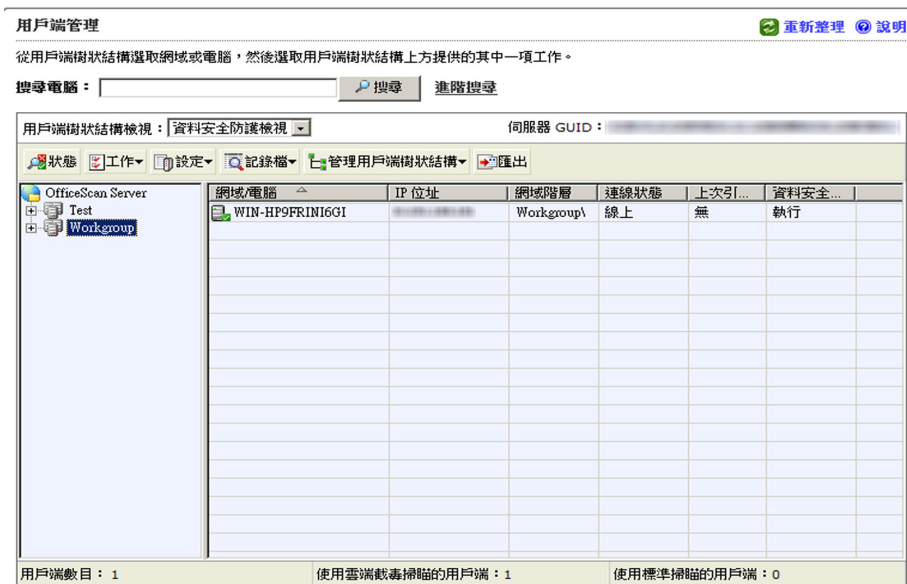 用戶端管理
重新整理 說明
從用戶端樹狀結構選取網域或電腦，然後選取用戶端樹狀結構上方提供的其中一項工作。
搜尋電腦： 搜尋 進階搜尋
用戶端樹狀結構檢視： 資料安全防護檢視 伺服器 GUID：
狀態 工作 設定 記錄檔 管理用戶端樹狀結構 匯出
OfficeScan Server 網域/電腦 IP 位址 網域階層 連線狀態 上次引... 資料安全...
Test WIN-HP9FRINI6GI Workgroup\ 線上 無 執行
Workgroup
用戶端數目： 1 使用雲端截毒掃瞄的用戶端：1 使用標準掃瞄的用戶端：0